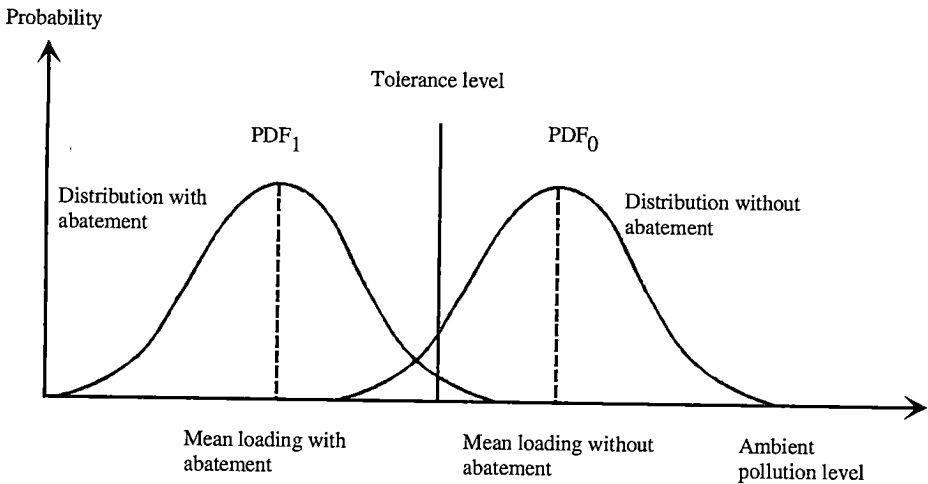 Probability
Tolerance level
PDF1
PDF0
Distribution with
abatement
Distribution without
abatement
Mean loading with
abatement
Mean loading without
abatement
Ambient
pollution level